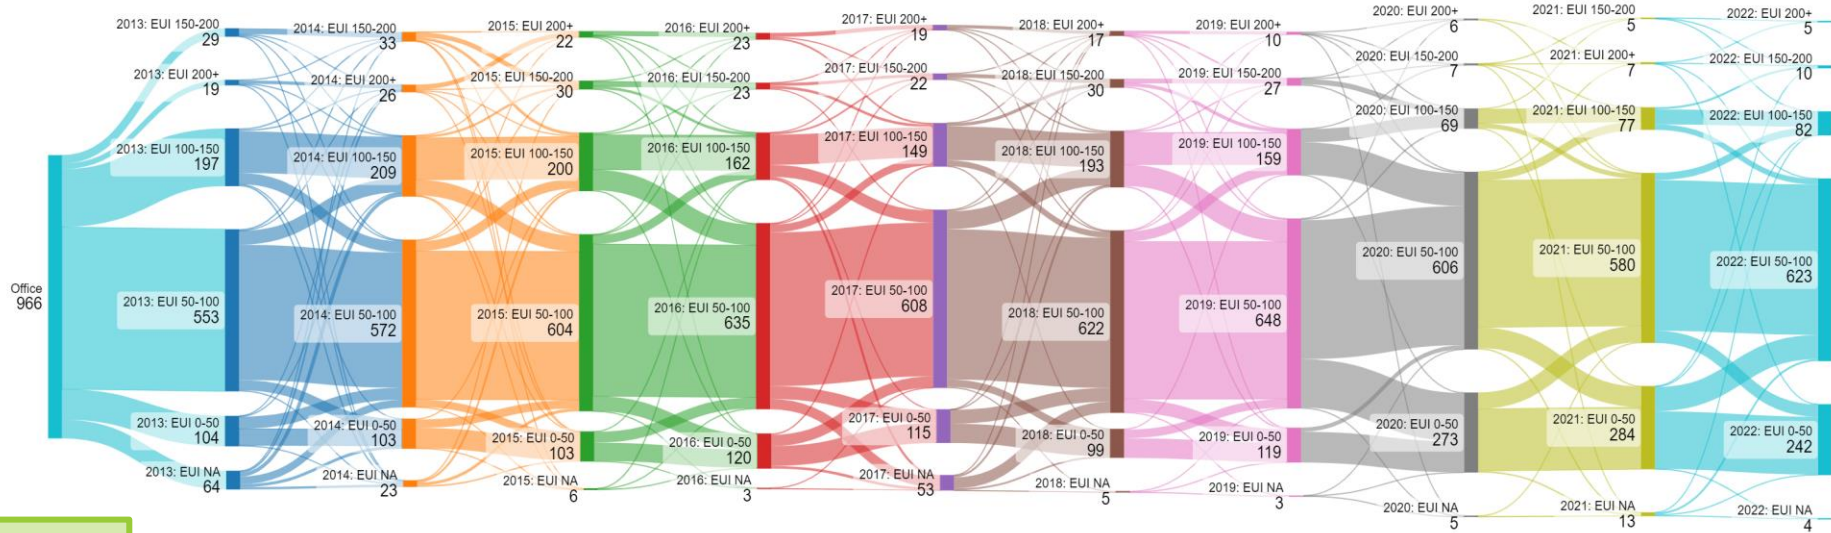 Office
966
2013: EUI 150-200
29
2013: EUI 200+
19
2013: EUI 100-150
197
2013: EUI 50-100
553
2013: EUI 0-50
104
2013: EUI NA
64
2014: EUI 150-200
33
2014: EUI 200+
26
2014: EUI 100-150
209
2014: EUI 50-100
572
2014: EUI 0-50
103
2014: EUI NA
23
2015: EUI 200+
22
2015: EUI 150-200
30
2015: EUI 100-150
200
2015: EUI 50-100
604
2015: EUI 0-50
103
2015: EUI NA
6
2016: EUI 200+
23
2016: EUI 150-200
23
2016: EUI 100-150
162
2016: EUI 50-100
635
2016: EUI 0-50
120
2016: EUI NA
3
2017: EUI 200+
19
2017: EUI 150-200
22
2017: EUI 100-150
149
2017: EUI 50-100
608
2017: EUI 0-50
115
2017: EUI NA
53
2018: EUI 200+
17
2018: EUI 150-200
30
2018: EUI 100-150
193
2018: EUI 50-100
622
2018: EUI 0-50
99
2018: EUI NA
5
2019: EUI 200+
10
2019: EUI 150-200
27
2019: EUI 100-150
159
2019: EUI 50-100
648
2019: EUI 0-50
119
2019: EUI NA
3
2020: EUI 200+
6
2020: EUI 150-200
7
2020: EUI 100-150
69
2020: EUI 50-100
606
2020: EUI 0-50
273
2020: EUI NA
5
2021: EUI 150-200
5
2021: EUI 200+
7
2021: EUI 100-150
77
2021: EUI 50-100
580
2021: EUI 0-50
284
2021: EUI NA
13
2022: EUI 200+
5
2022: EUI 150-200
10
2022: EUI 100-150
82
2022: EUI 50-100
623
2022: EUI 0-50
242
2022: EUI NA
4